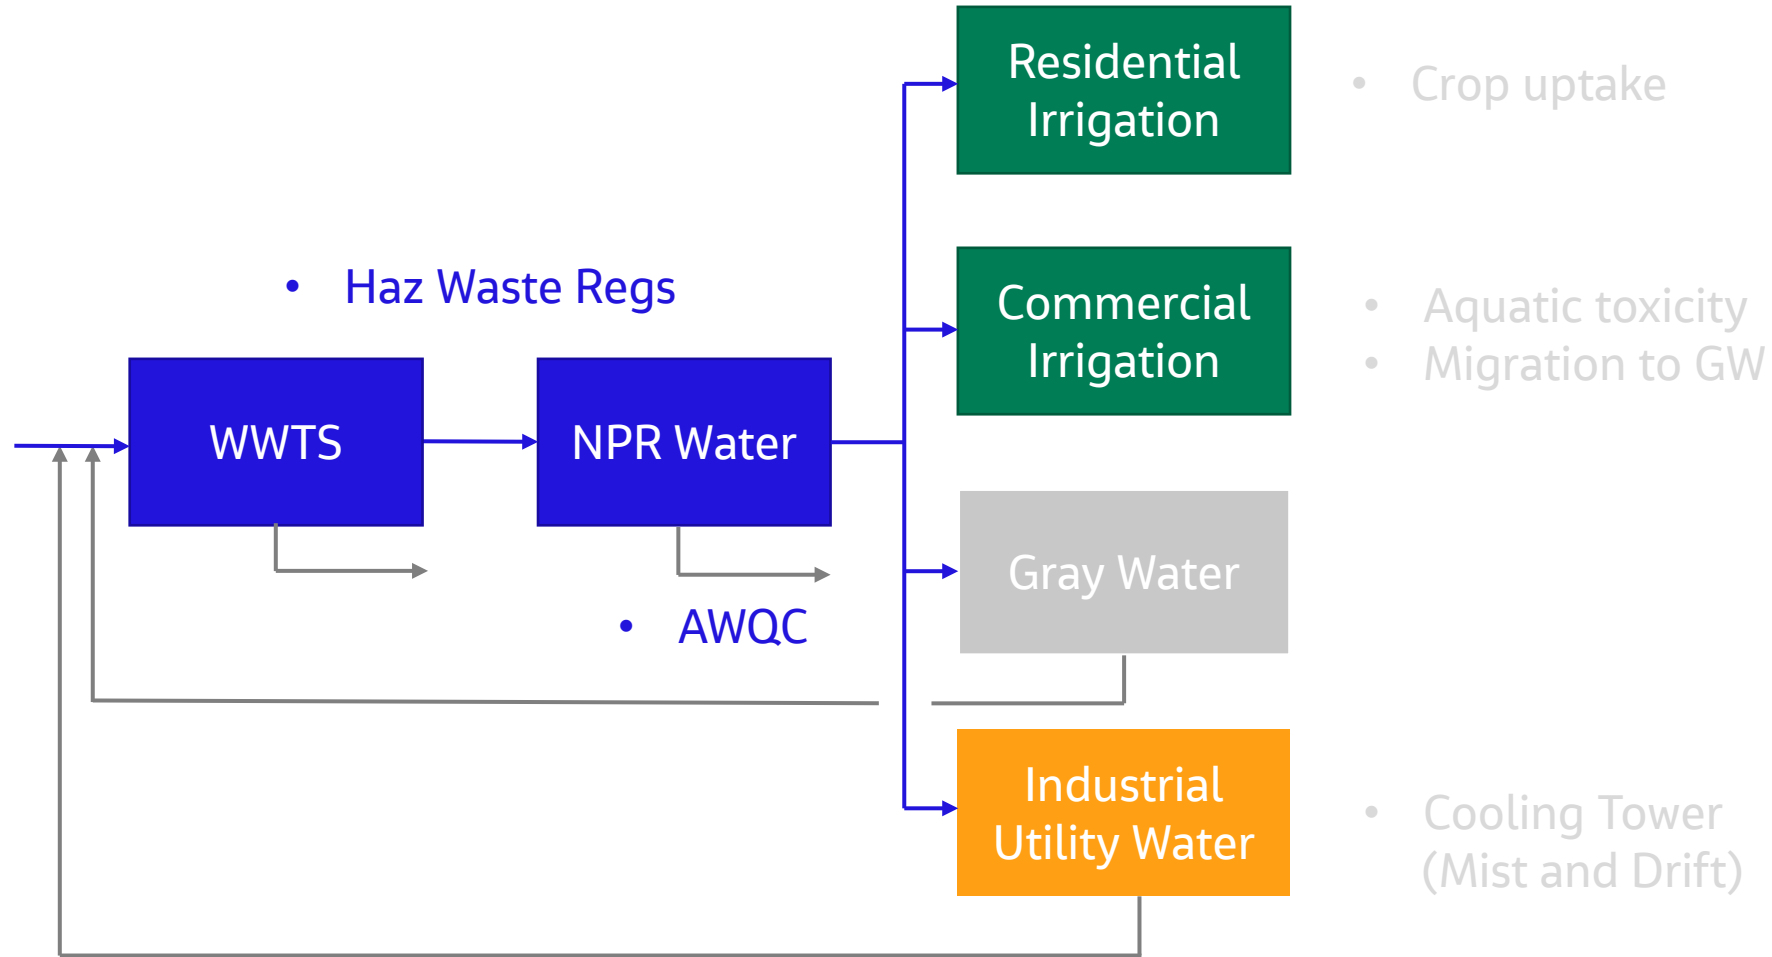 Residential
Irrigation
• Crop uptake
• Haz Waste Regs
Commercial
Irrigation
• Aquatic toxicity
• Migration to GW
WWTS
NPR Water
Gray Water
• AWQC
Industrial
Utility Water
• Cooling Tower
(Mist and Drift)